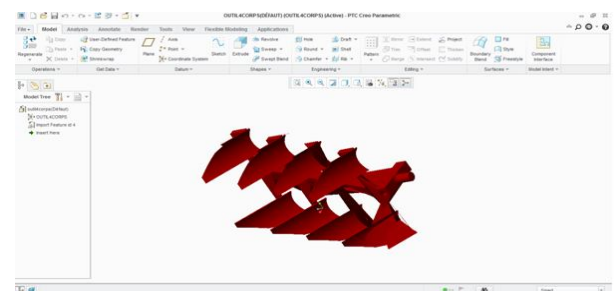 OUTIL4CORPS(DÉFAUT) (OUTIL4CORPS) (Active) - PTC Creo Parametric
File Model Analysis Annotate Render Tools View Flexible Modeling Applications
Regenerate Copy Paste Delete User-Defined Feature Copy Geometry Shrinkwrap Plane Axis Point Coordinate System Sketch Extrude Revolve Sweep Swept Blend Hole Round Chamfer Draft Shell Rib Pattern Mirror Trim Merge Extend Offset Intersect Project Thicken Solidify Boundary Blend Fill Style Freestyle Component Interface
Operations Get Data Datum Shapes Engineering Editing Surfaces Model Intent
Model Tree
OUTIL4CORPS
Import Feature id 4
Insert Here